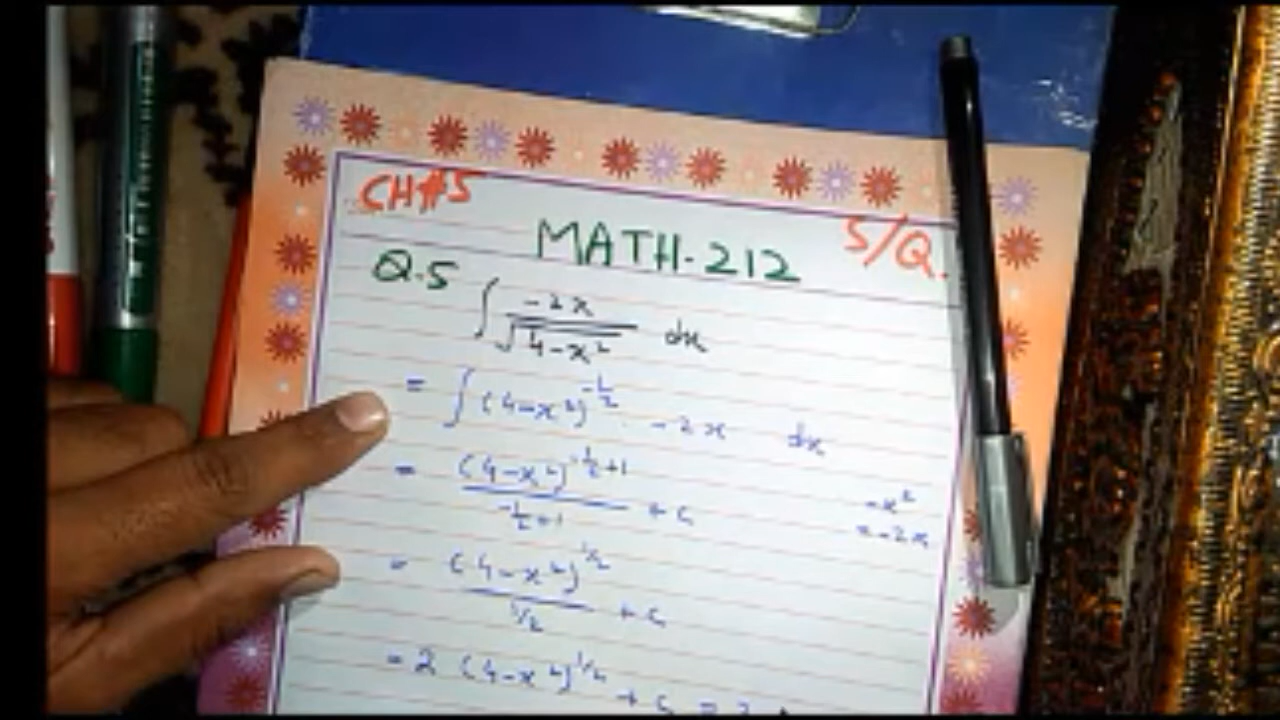 CH#5
S/Q.
MATH-212
Q.5 ∫ -2x / √(4-x²) dx
= ∫ (4-x²)^(-1/2) . -2x dx
= (4-x²)^(-1/2+1) / (-1/2+1) + c
-x²
= -2x
= (4-x²)^(1/2) / (1/2) + c
= 2 (4-x²)^(1/2) + c = 2